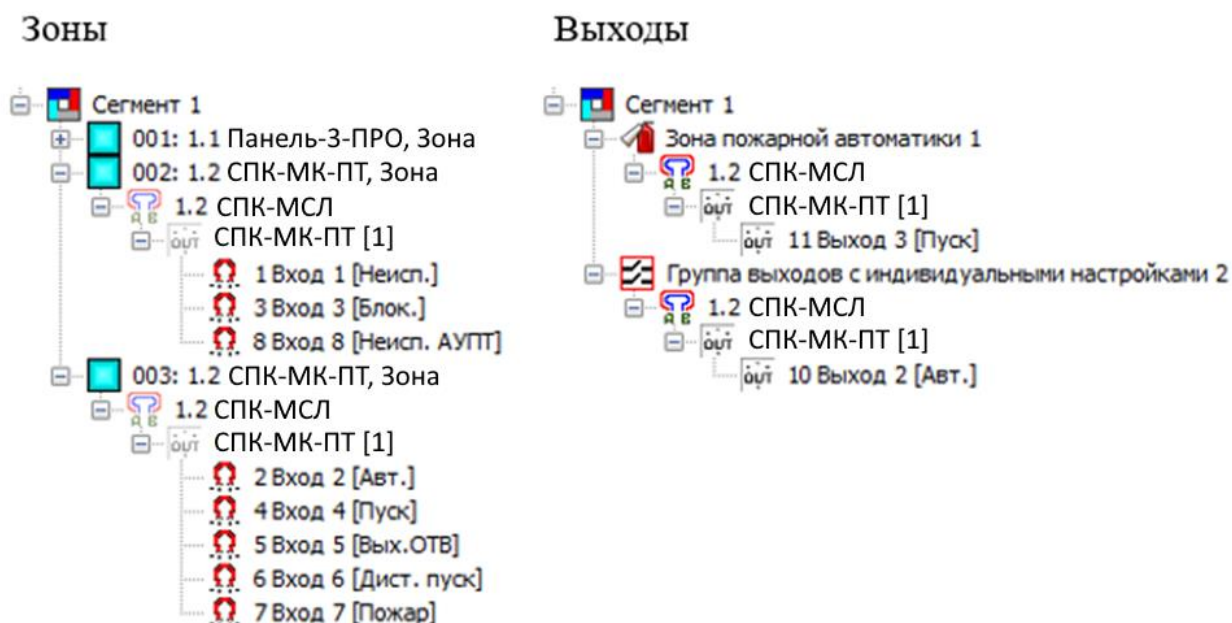 Зоны
Сегмент 1
001: 1.1 Панель-3-ПРО, Зона
002: 1.2 СПК-МК-ПТ, Зона
1.2 СПК-МСЛ
СПК-МК-ПТ [1]
1 Вход 1 [Неисп.]
3 Вход 3 [Блок.]
8 Вход 8 [Неисп. АУПТ]
003: 1.2 СПК-МК-ПТ, Зона
1.2 СПК-МСЛ
СПК-МК-ПТ [1]
2 Вход 2 [Авт.]
4 Вход 4 [Пуск]
5 Вход 5 [Вых.ОТВ]
6 Вход 6 [Дист. пуск]
7 Вход 7 [Пожар]
Выходы
Сегмент 1
Зона пожарной автоматики 1
1.2 СПК-МСЛ
СПК-МК-ПТ [1]
11 Выход 3 [Пуск]
Группа выходов с индивидуальными настройками 2
1.2 СПК-МСЛ
СПК-МК-ПТ [1]
10 Выход 2 [Авт.]